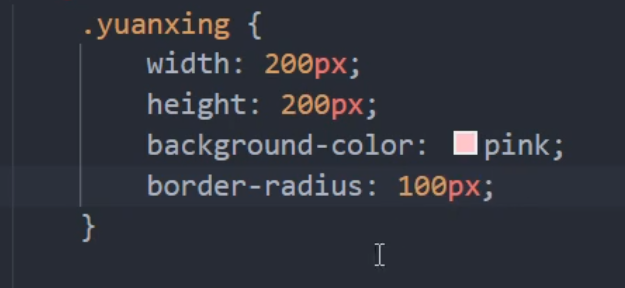 .yuanxing {
    width: 200px;
    height: 200px;
    background-color: pink;
    border-radius: 100px;
}